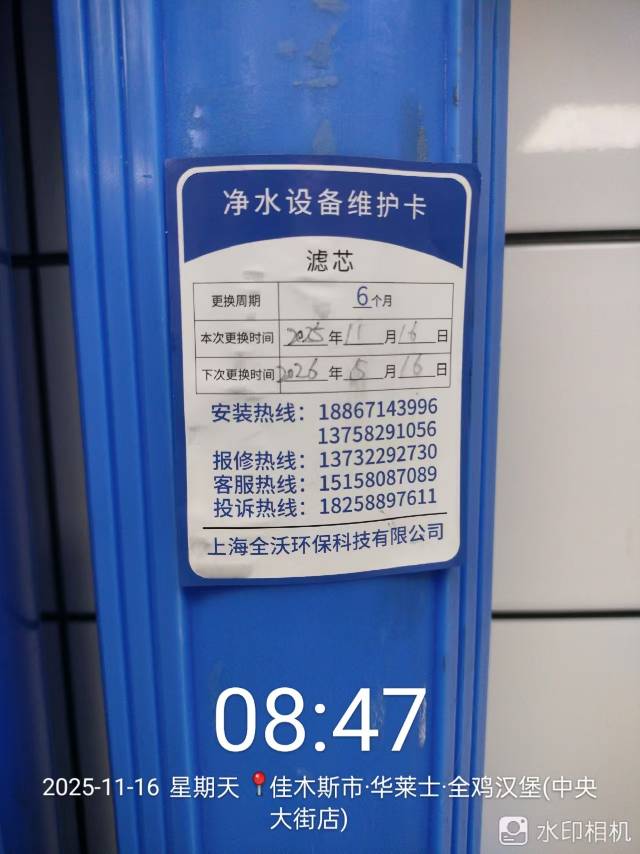 净水设备维护卡
滤芯
更换周期 6个月
本次更换时间 2025年11月16日
下次更换时间 2026年5月16日
安装热线：18867143996
13758291056
报修热线：13732292730
客服热线：15158087089
投诉热线：18258897611
上海全沃环保科技有限公司
08:47
2025-11-16 星期天 📍佳木斯市·华莱士·全鸡汉堡(中央
大街店)
水印相机